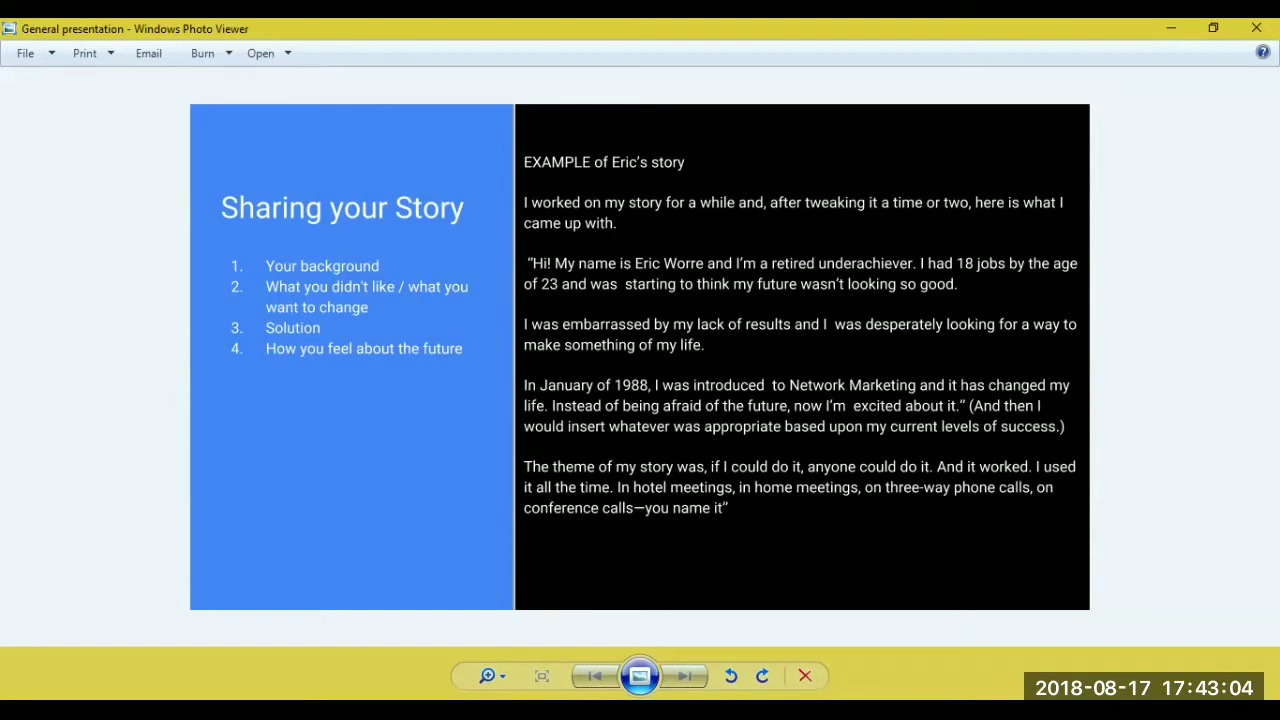 General presentation - Windows Photo Viewer
File Print Email Burn Open
Sharing your Story
1. Your background
2. What you didn't like / what you
want to change
3. Solution
4. How you feel about the future
EXAMPLE of Eric’s story
I worked on my story for a while and, after tweaking it a time or two, here is what I
came up with.
“Hi! My name is Eric Worre and I’m a retired underachiever. I had 18 jobs by the age
of 23 and was  starting to think my future wasn’t looking so good.
I was embarrassed by my lack of results and I  was desperately looking for a way to
make something of my life.
In January of 1988, I was introduced  to Network Marketing and it has changed my
life. Instead of being afraid of the future, now I’m  excited about it.” (And then I
would insert whatever was appropriate based upon my current levels of success.)
The theme of my story was, if I could do it, anyone could do it. And it worked. I used
it all the time. In hotel meetings, in home meetings, on three-way phone calls, on
conference calls—you name it”
2018-08-17 17:43:04